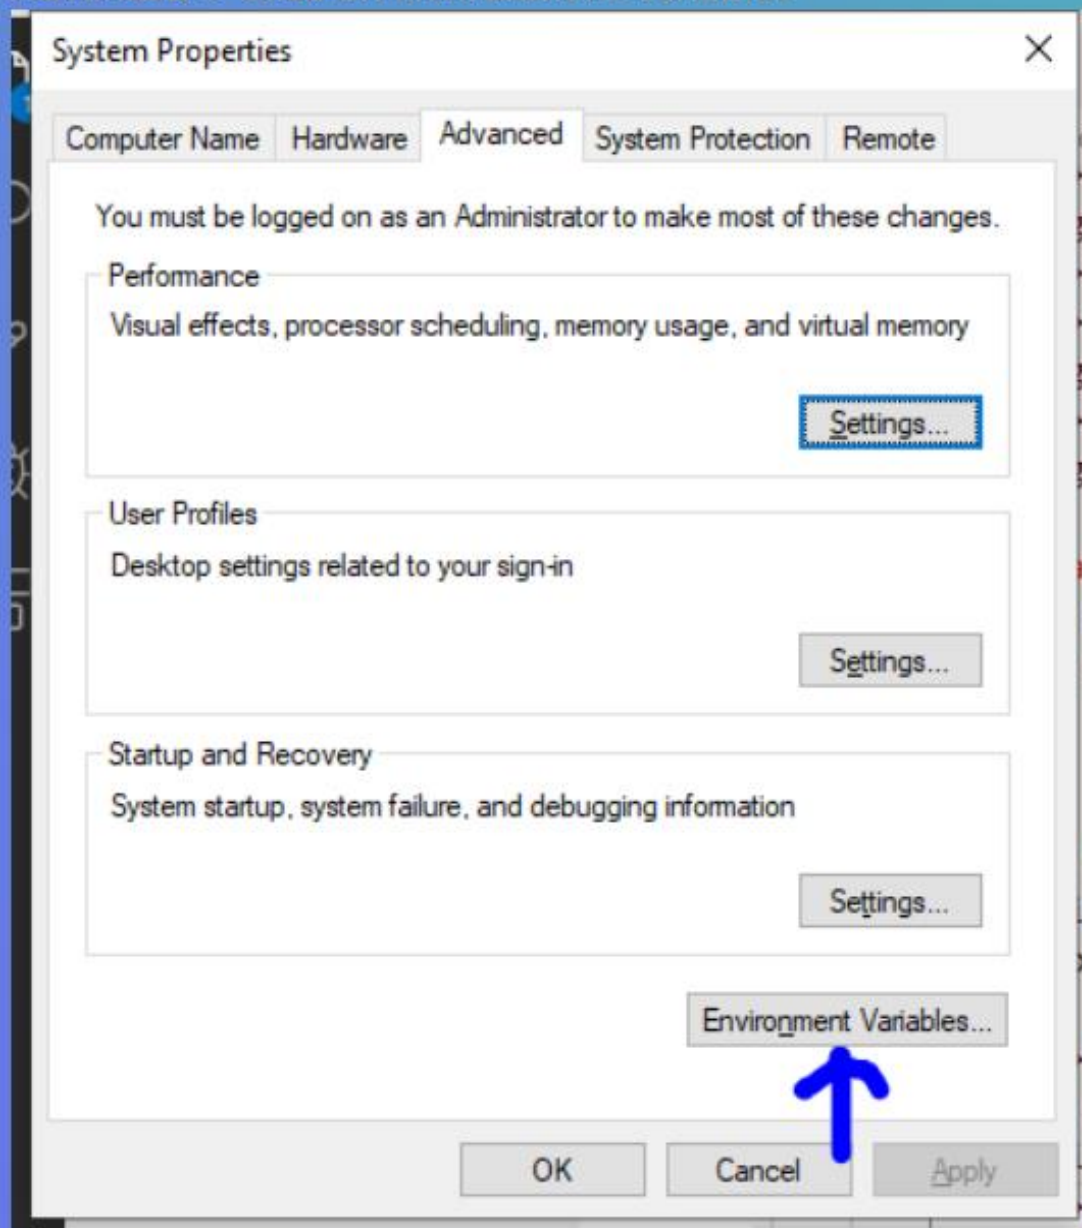 System Properties
Computer Name Hardware Advanced System Protection Remote
You must be logged on as an Administrator to make most of these changes.
Performance
Visual effects, processor scheduling, memory usage, and virtual memory
Settings...
User Profiles
Desktop settings related to your sign-in
Settings...
Startup and Recovery
System startup, system failure, and debugging information
Settings...
Environment Variables...
OK Cancel Apply